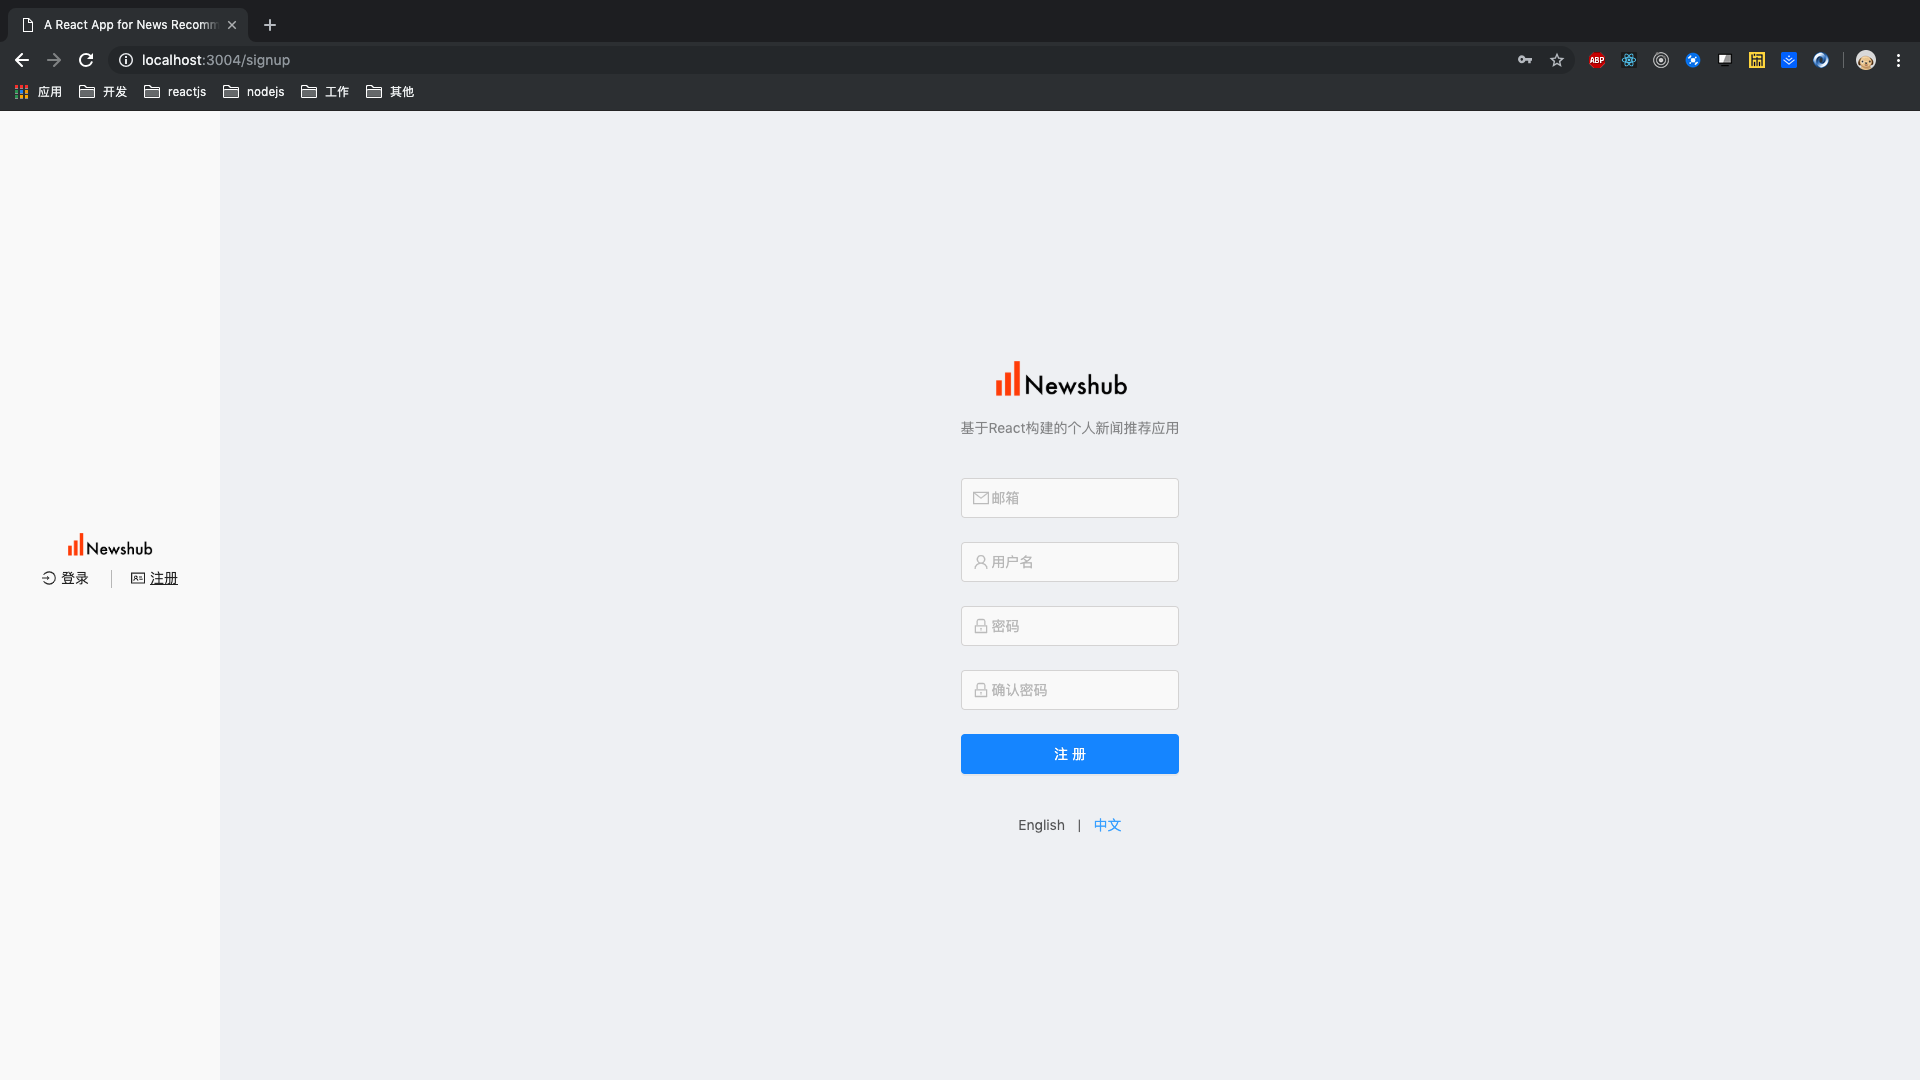 A React App for News Recomm
localhost:3004/signup
ABP
应用 开发 reactjs nodejs 工作 其他
Newshub
登录 注册
Newshub
基于React构建的个人新闻推荐应用
邮箱
用户名
密码
确认密码
注 册
English | 中文